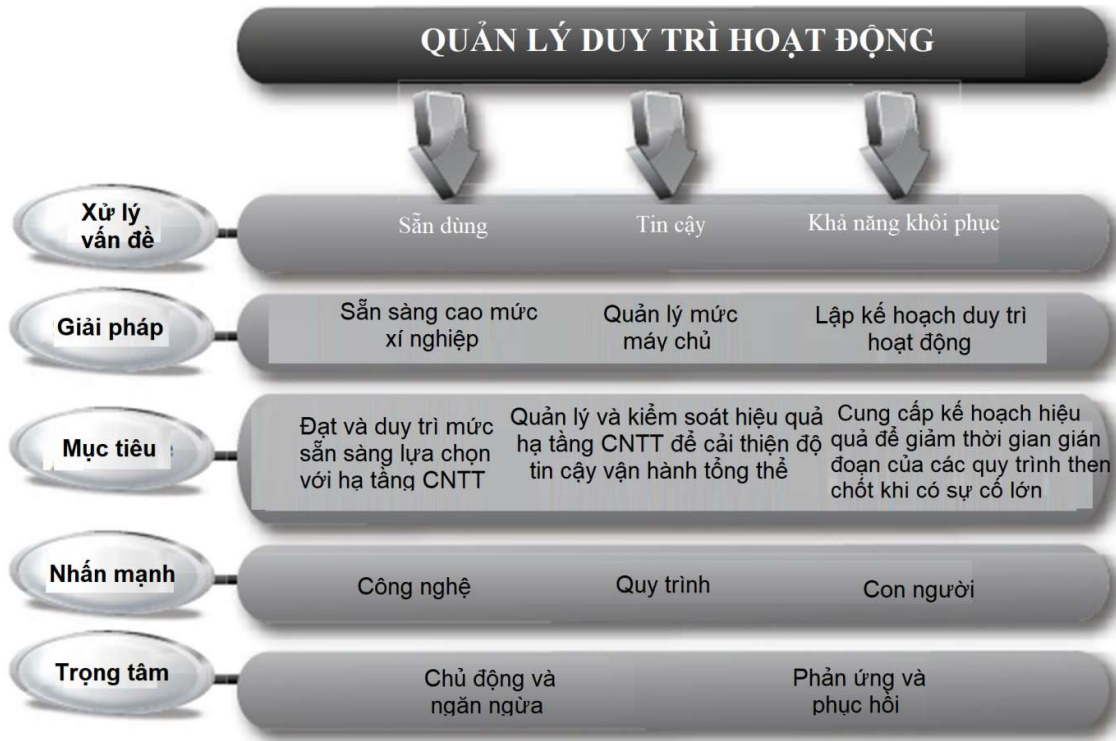 QUẢN LÝ DUY TRÌ HOẠT ĐỘNG
Xử lý
vấn đề
Sẵn dùng
Tin cậy
Khả năng khôi phục
Giải pháp
Sẵn sàng cao mức
xí nghiệp
Quản lý mức
máy chủ
Lập kế hoạch duy trì
hoạt động
Mục tiêu
Đạt và duy trì mức
sẵn sàng lựa chọn
với hạ tầng CNTT
Quản lý và kiểm soát hiệu quả
hạ tầng CNTT để cải thiện độ
tin cậy vận hành tổng thể
Cung cấp kế hoạch hiệu
quả để giảm thời gian gián
đoạn của các quy trình then
chốt khi có sự cố lớn
Nhấn mạnh
Công nghệ
Quy trình
Con người
Trọng tâm
Chủ động và
ngăn ngừa
Phản ứng và
phục hồi